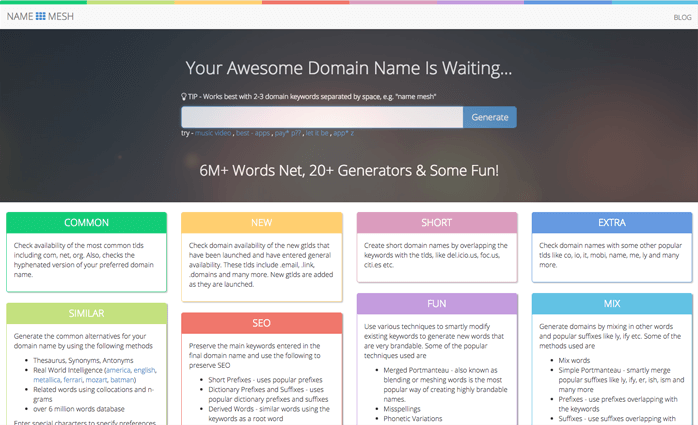 NAME MESH
BLOG
Your Awesome Domain Name Is Waiting...
TIP - Works best with 2-3 domain keywords separated by space, e.g. "name mesh"
Generate
try - music video , best - apps , pay* p?? , let it be , app* z
6M+ Words Net, 20+ Generators & Some Fun!
COMMON
Check availability of the most common tlds
including com, net, org. Also, checks the
hyphenated version of your preferred domain
name.
NEW
Check domain availability of the new gtlds that
have been launched and have entered general
availability. These tlds include .email, .link,
.domains and many more. New gtlds are added
as they are launched.
SHORT
Create short domain names by overlapping the
keywords with the tlds, like del.icio.us, foc.us,
citi.es etc.
EXTRA
Check domain names with some other popular
tlds like co, io, it, mobi, name, me, ly and many
more.
SIMILAR
Generate the common alternatives for your
domain name by using the following methods
Thesaurus, Synonyms, Antonyms
Real World Intelligence (america, english,
metallica, ferrari, mozart, batman)
Related words using collocations and n-
grams
over 6 million words database
Enter special characters to specify preferences
SEO
Preserve the main keywords entered in the
final domain name and use the following to
preserve SEO
Short Prefixes - uses popular prefixes
Dictionary Prefixes and Suffixes - uses
popular dictionary prefixes and suffixes
Derived Words - similar words using the
keywords as a root word
FUN
Use various techniques to smartly modify
existing keywords to generate new words that
are very brandable. Some of the popular
techniques used are
Merged Portmanteau - also known as
blending or meshing words is the most
popular way of creating highly brandable
names.
Misspellings
Phonetic Variations
MIX
Generate domains by mixing in other words
and popular suffixes like ly, ify etc. Some of the
methods used are
Mix words
Simple Portmanteau - smartly merge
popular suffixes like ly, ify, er, ish, ism and
many more
Prefixes - use prefixes overlapping with
the keywords
Suffixes - use suffixes overlapping with